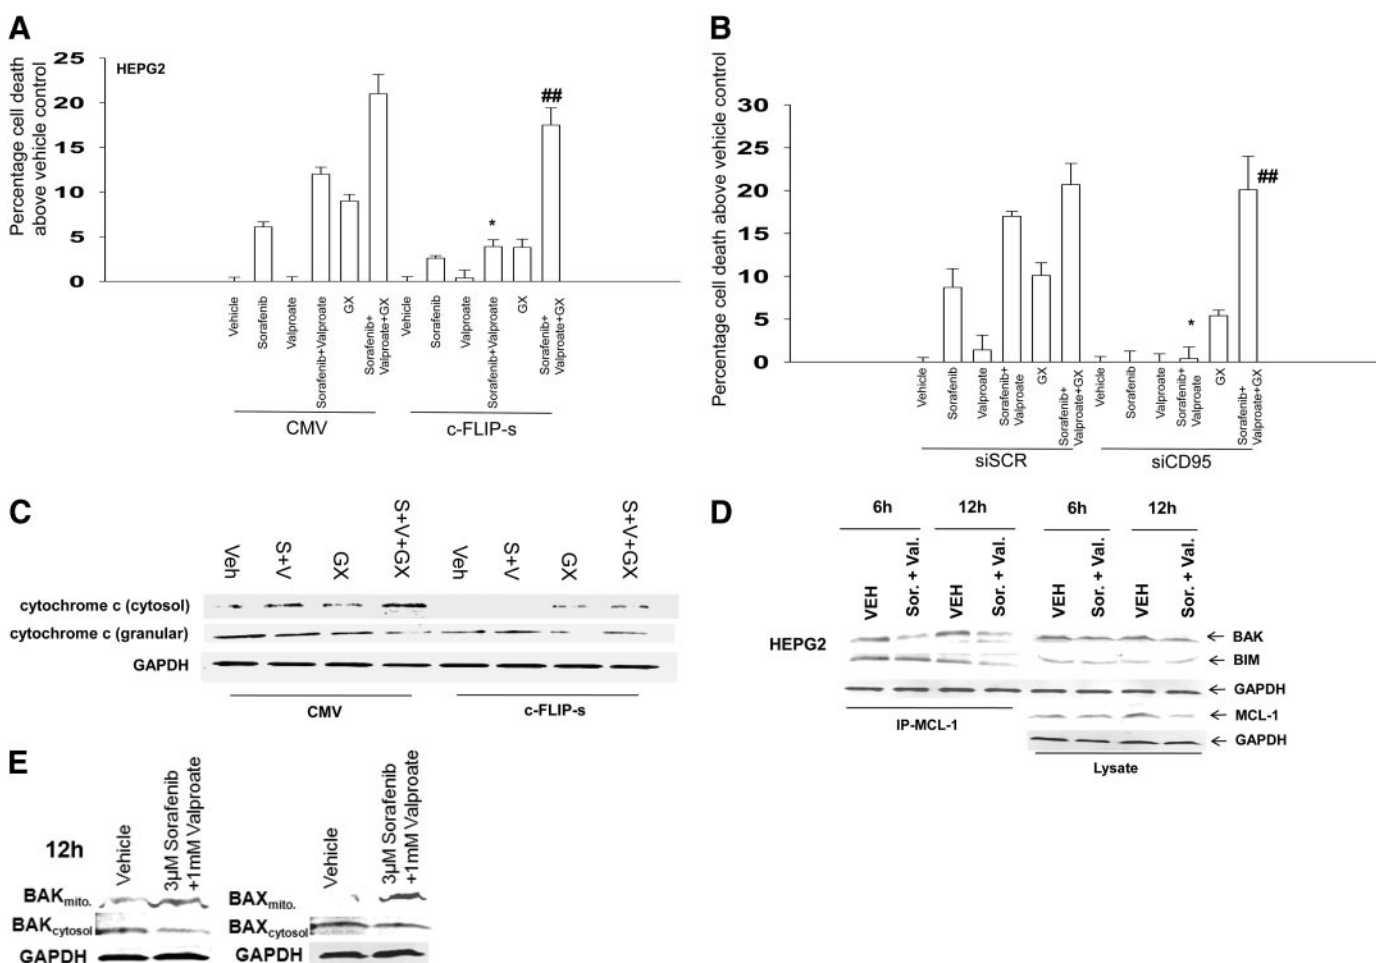 A
Percentage cell death
above vehicle control
25
20
15
10
5
0
HEPG2
*
##
Vehicle
Sorafenib
Valproate
Sorafenib+Valproate
GX
Sorafenib+
Valproate+GX
Vehicle
Sorafenib
Valproate
Sorafenib+Valproate
GX
Sorafenib+
Valproate+GX
CMV
c-FLIP-s
B
Percentage cell death above vehicle control
30
25
20
15
10
5
0
*
##
Vehicle
Sorafenib
Valproate
Sorafenib+
Valproate
GX
Sorafenib+
Valproate+GX
Vehicle
Sorafenib
Valproate
Sorafenib+
Valproate
GX
Sorafenib+
Valproate+GX
siSCR
siCD95
C
Veh
S+V
GX
S+V+GX
Veh
S+V
GX
S+V+GX
cytochrome c (cytosol)
cytochrome c (granular)
GAPDH
CMV
c-FLIP-s
D
6h
12h
6h
12h
VEH
Sor. + Val.
VEH
Sor. + Val.
VEH
Sor. + Val.
VEH
Sor. + Val.
HEPG2
← BAK
← BIM
← GAPDH
← MCL-1
← GAPDH
IP-MCL-1
Lysate
E
12h
Vehicle
3µM Sorafenib
+1mM Valproate
BAKmito.
BAKcytosol
GAPDH
Vehicle
3µM Sorafenib
+1mM Valproate
BAXmito.
BAXcytosol
GAPDH